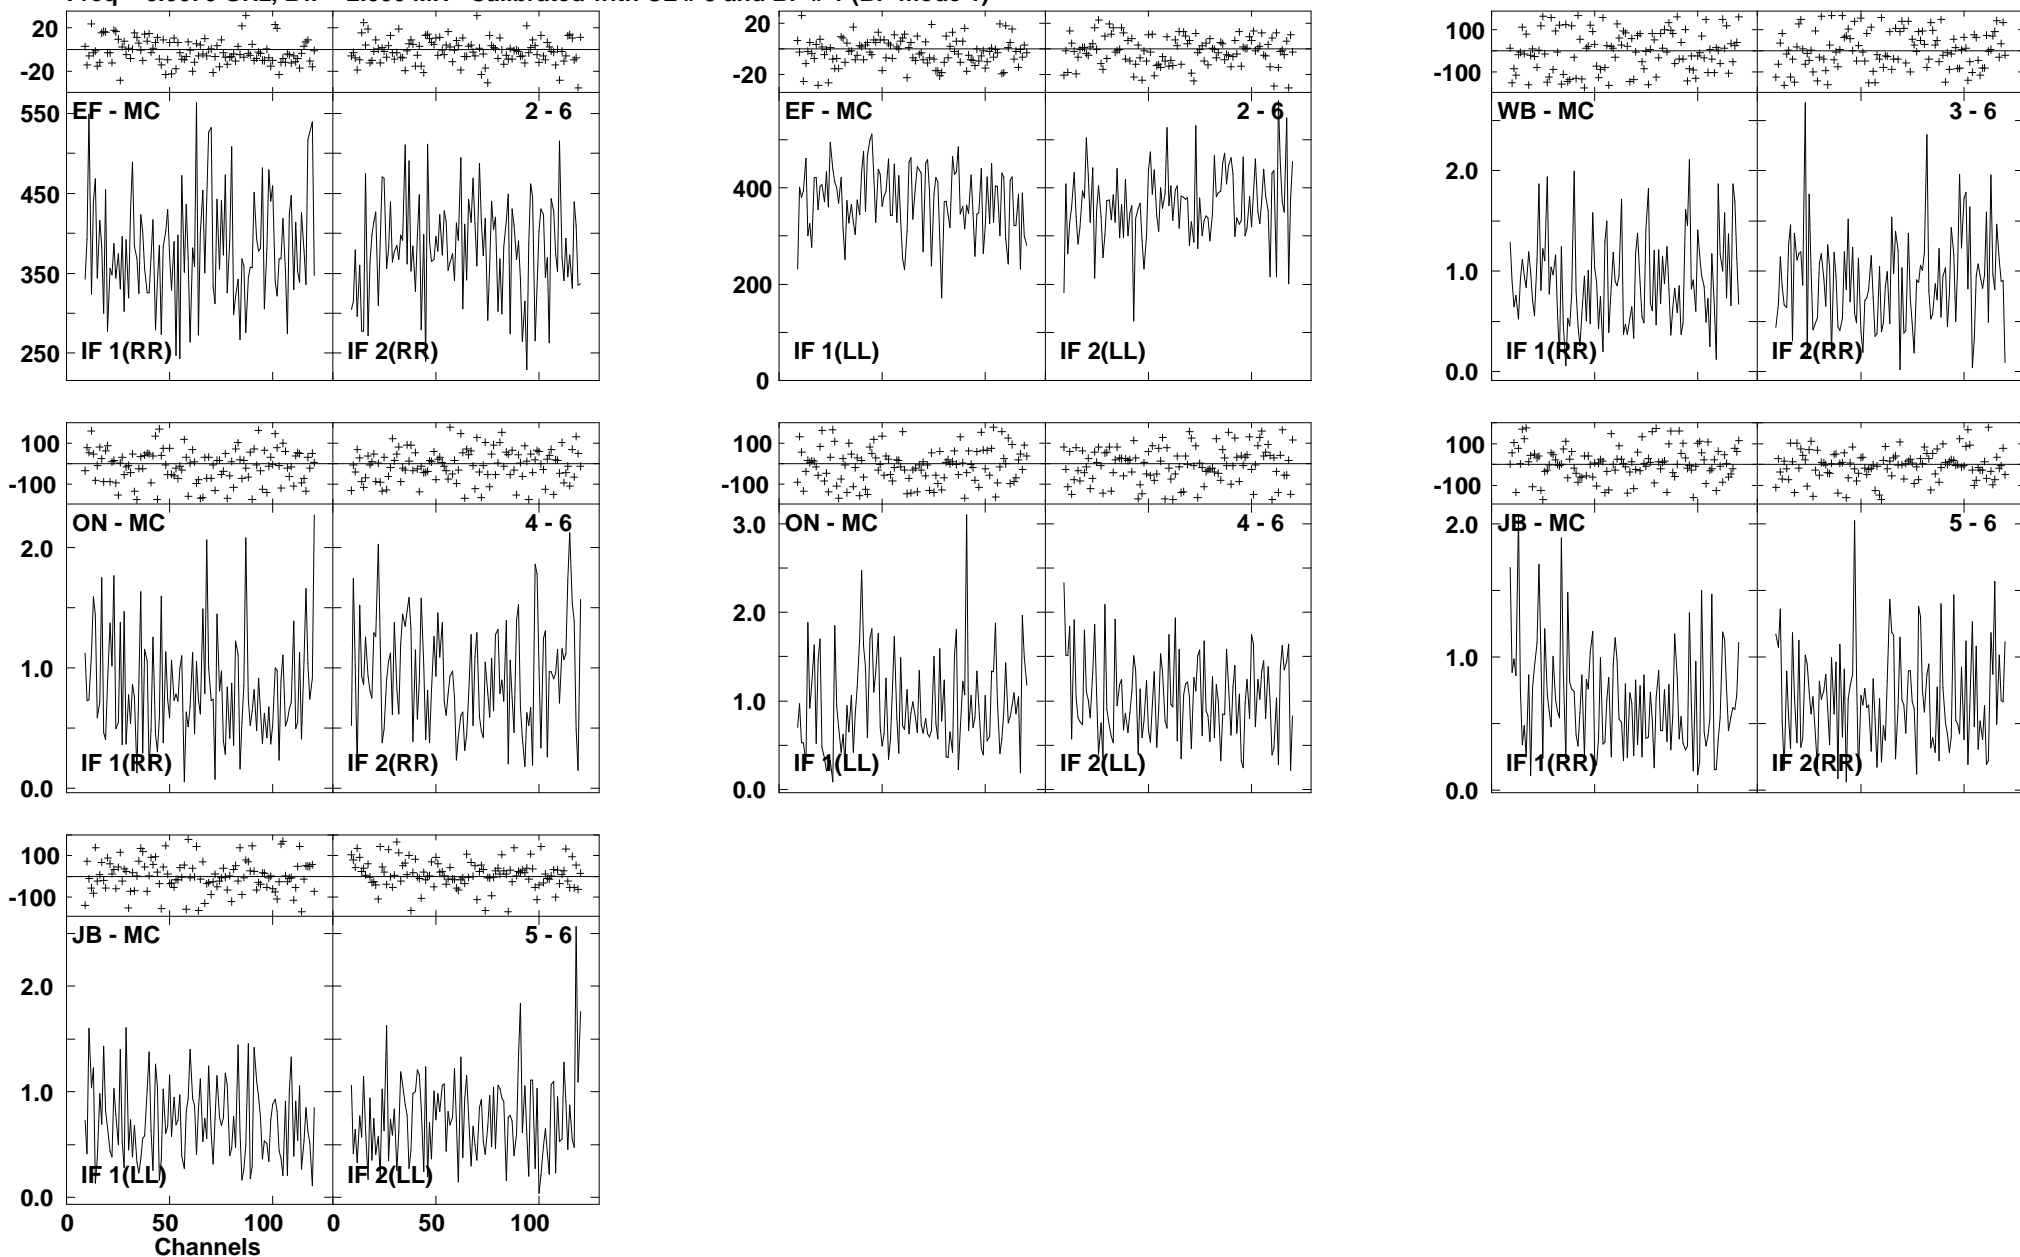 20
-20
550
450
350
250
EF - MC
2 - 6
IF 1(RR)
IF 2(RR)
20
-20
400
200
0
EF - MC
2 - 6
IF 1(LL)
IF 2(LL)
100
-100
2.0
1.0
0.0
WB - MC
3 - 6
IF 1(RR)
IF 2(RR)
100
-100
2.0
1.0
0.0
ON - MC
4 - 6
IF 1(RR)
IF 2(RR)
100
-100
3.0
2.0
1.0
0.0
ON - MC
4 - 6
IF 1(LL)
IF 2(LL)
100
-100
2.0
1.0
0.0
JB - MC
5 - 6
IF 1(RR)
IF 2(RR)
100
-100
2.0
1.0
0.0
JB - MC
5 - 6
IF 1(LL)
IF 2(LL)
0 50 100 0 50 100
Channels